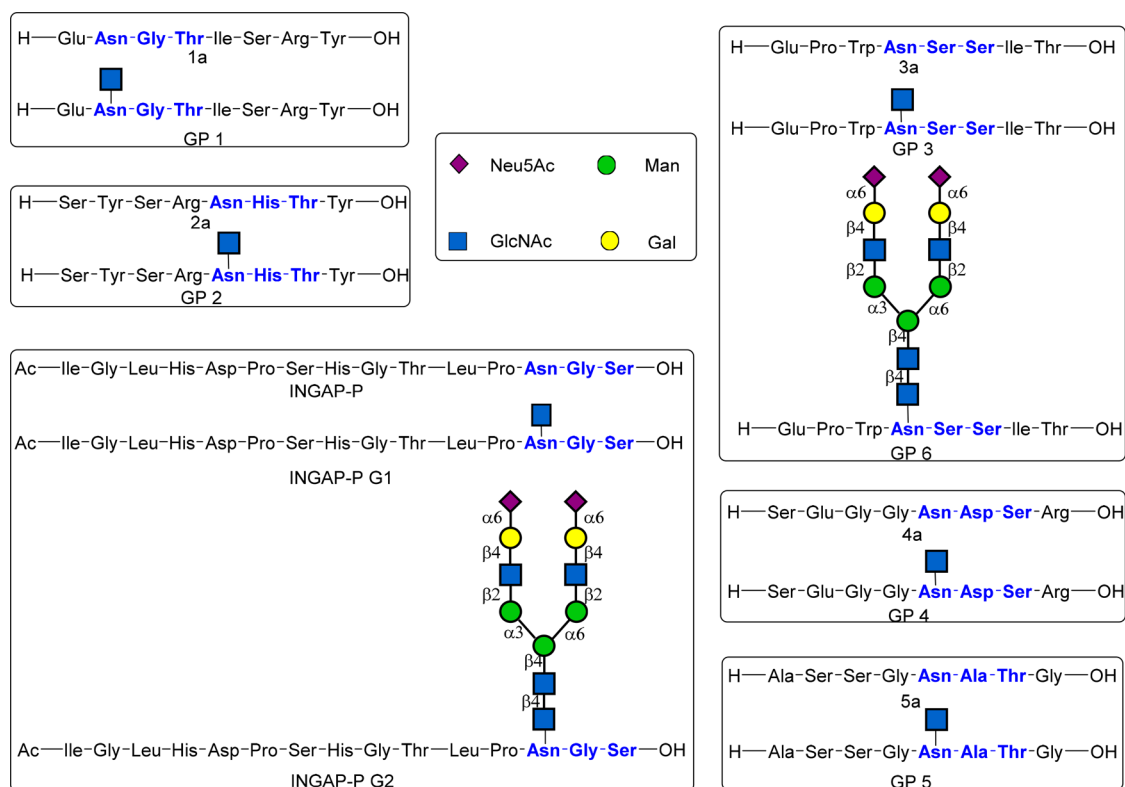 H—Glu-Asn-Gly-Thr-Ile-Ser-Arg-Tyr—OH
1a
H—Glu-Asn-Gly-Thr-Ile-Ser-Arg-Tyr—OH
GP 1
H—Ser-Tyr-Ser-Arg-Asn-His-Thr-Tyr—OH
2a
H—Ser-Tyr-Ser-Arg-Asn-His-Thr-Tyr—OH
GP 2
Neu5Ac
Man
GlcNAc
Gal
Ac—Ile-Gly-Leu-His-Asp-Pro-Ser-His-Gly-Thr-Leu-Pro-Asn-Gly-Ser—OH
INGAP-P
Ac—Ile-Gly-Leu-His-Asp-Pro-Ser-His-Gly-Thr-Leu-Pro-Asn-Gly-Ser—OH
INGAP-P G1
α6 α6
β4 β4
β2 β2
α3 α6
β4
β4
Ac—Ile-Gly-Leu-His-Asp-Pro-Ser-His-Gly-Thr-Leu-Pro-Asn-Gly-Ser—OH
INGAP-P G2
H—Glu-Pro-Trp-Asn-Ser-Ser-Ile-Thr—OH
3a
H—Glu-Pro-Trp-Asn-Ser-Ser-Ile-Thr—OH
GP 3
α6 α6
β4 β4
β2 β2
α3 α6
β4
β4
H—Glu-Pro-Trp-Asn-Ser-Ser-Ile-Thr—OH
GP 6
H—Ser-Glu-Gly-Gly-Asn-Asp-Ser-Arg—OH
4a
H—Ser-Glu-Gly-Gly-Asn-Asp-Ser-Arg—OH
GP 4
H—Ala-Ser-Ser-Gly-Asn-Ala-Thr-Gly—OH
5a
H—Ala-Ser-Ser-Gly-Asn-Ala-Thr-Gly—OH
GP 5